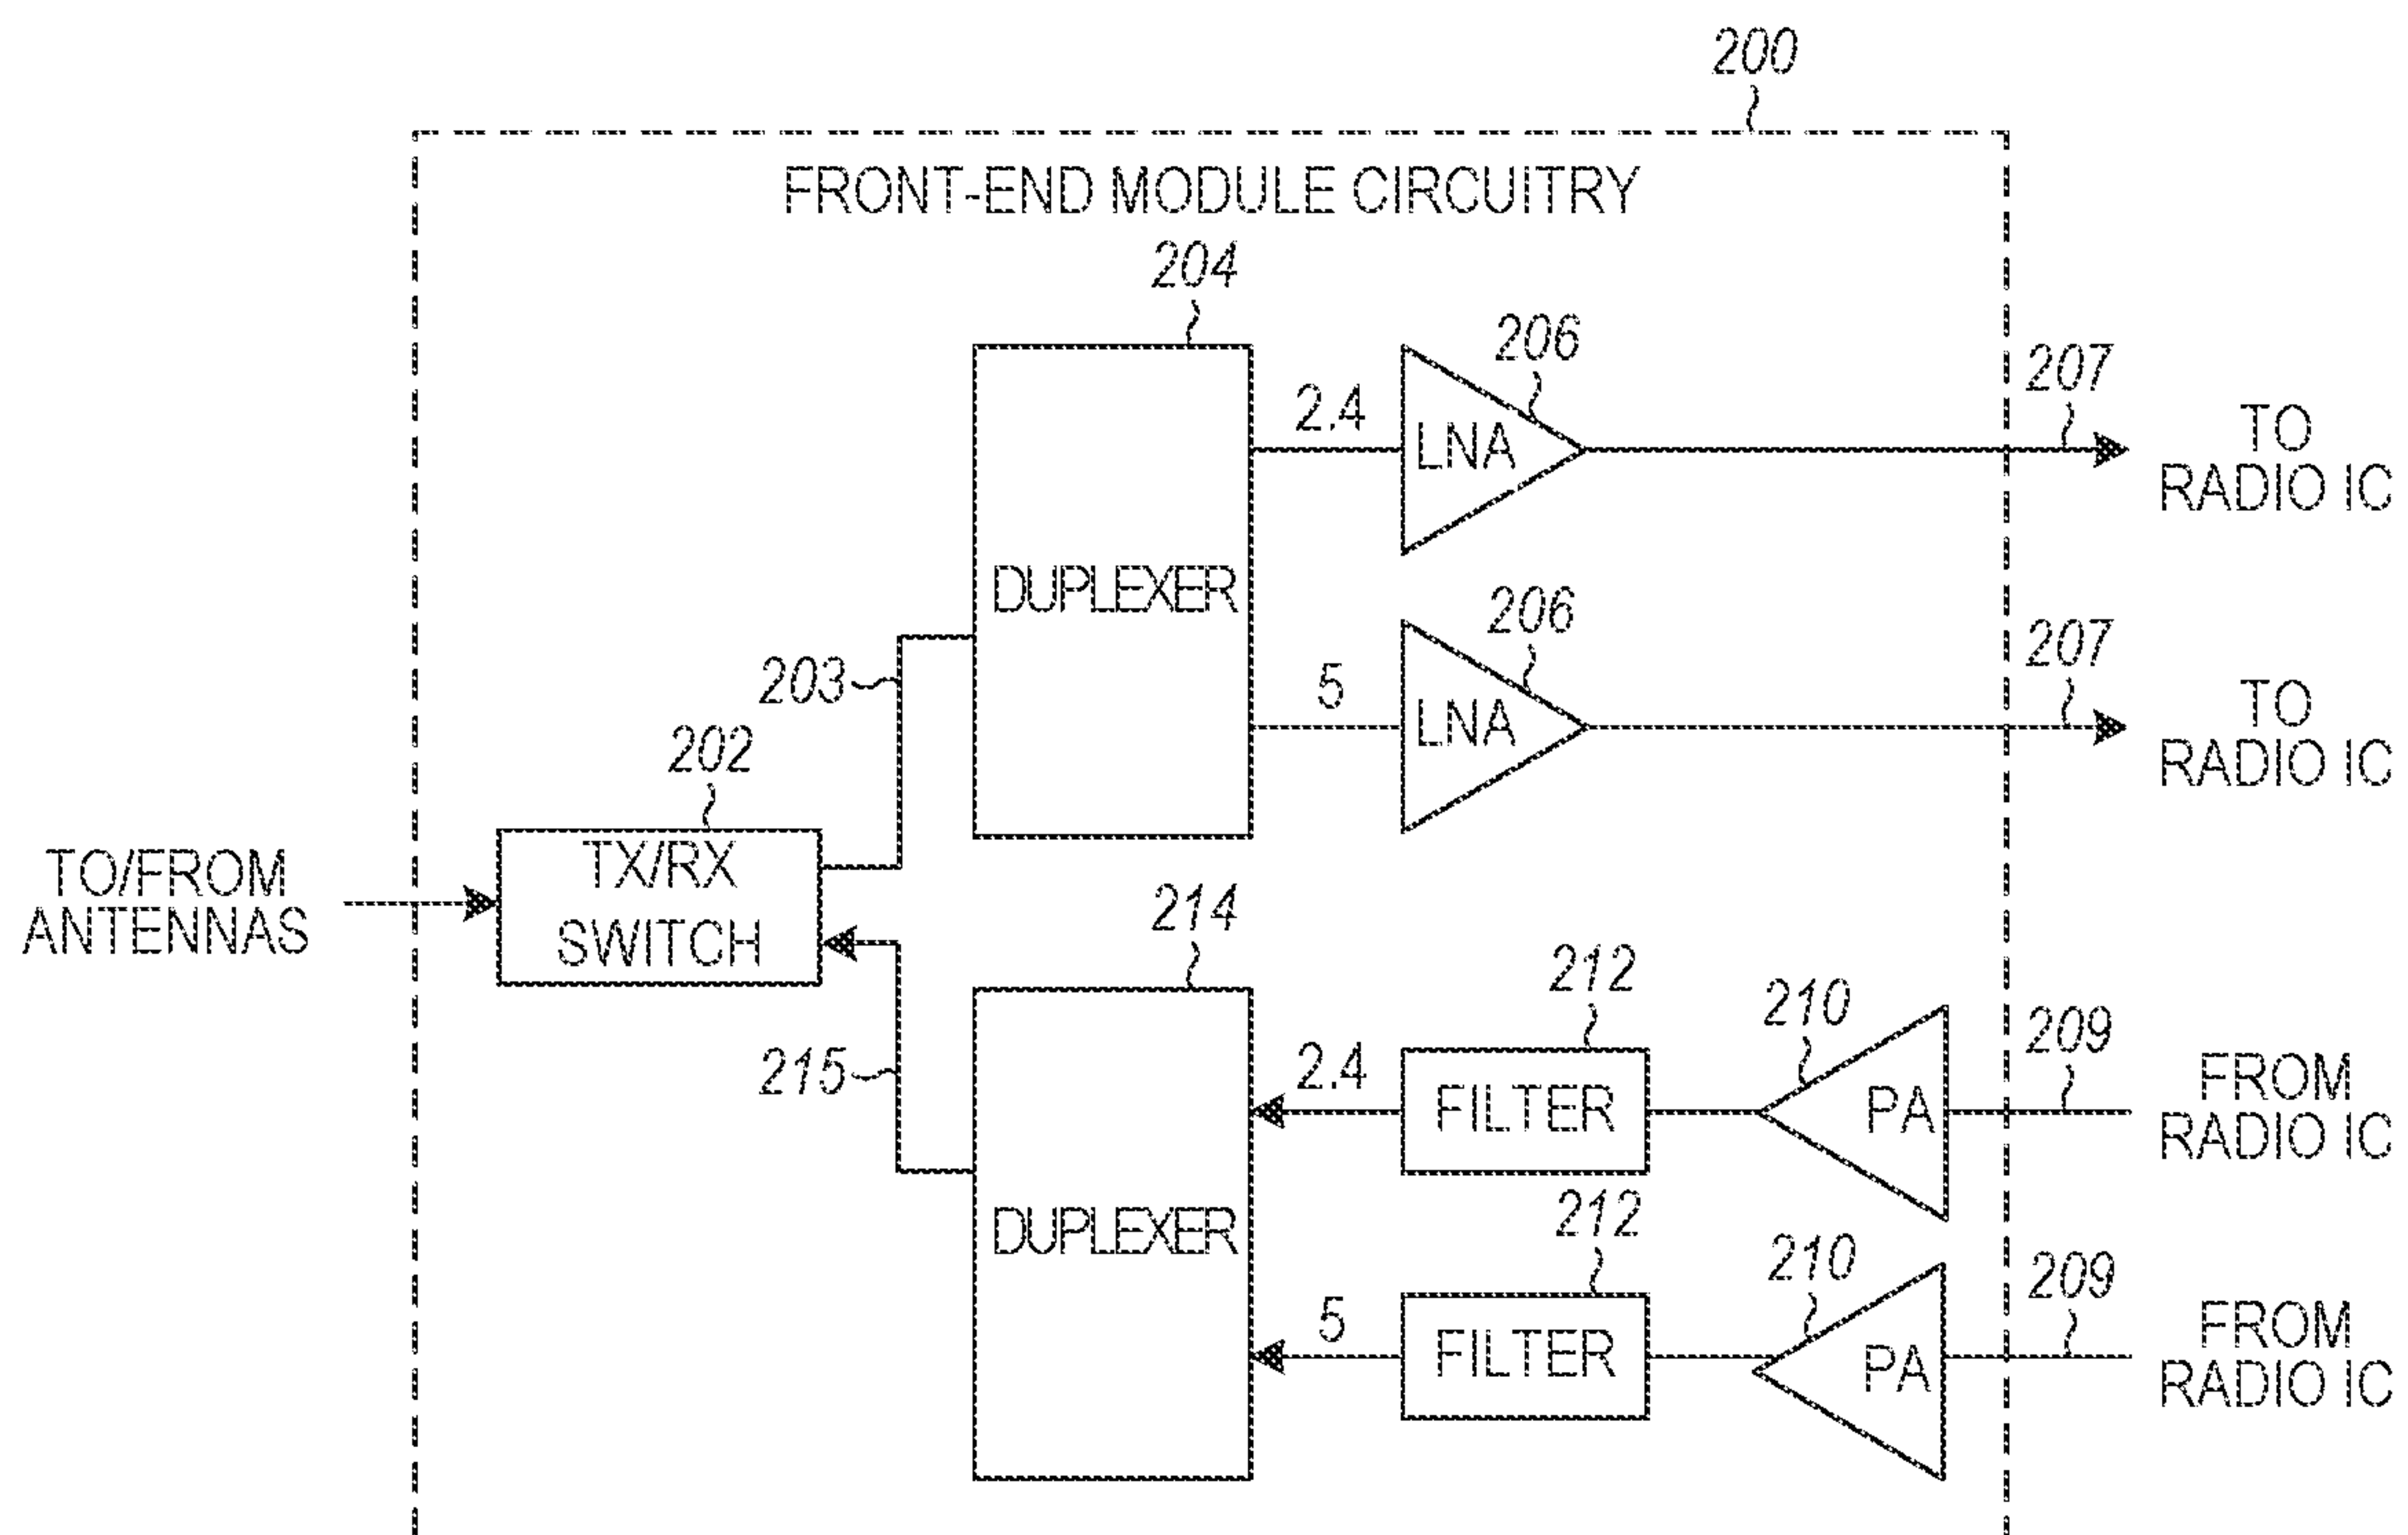 200
FRONT-END MODULE CIRCUITRY
204
206
2.4
LNA
207
TO
RADIO IC
DUPLEXER
206
5
LNA
207
TO
RADIO IC
203
202
TX/RX
SWITCH
TO/FROM
ANTENNAS
214
215
DUPLEXER
2.4
212
FILTER
210
PA
209
FROM
RADIO IC
5
212
FILTER
210
PA
209
FROM
RADIO IC